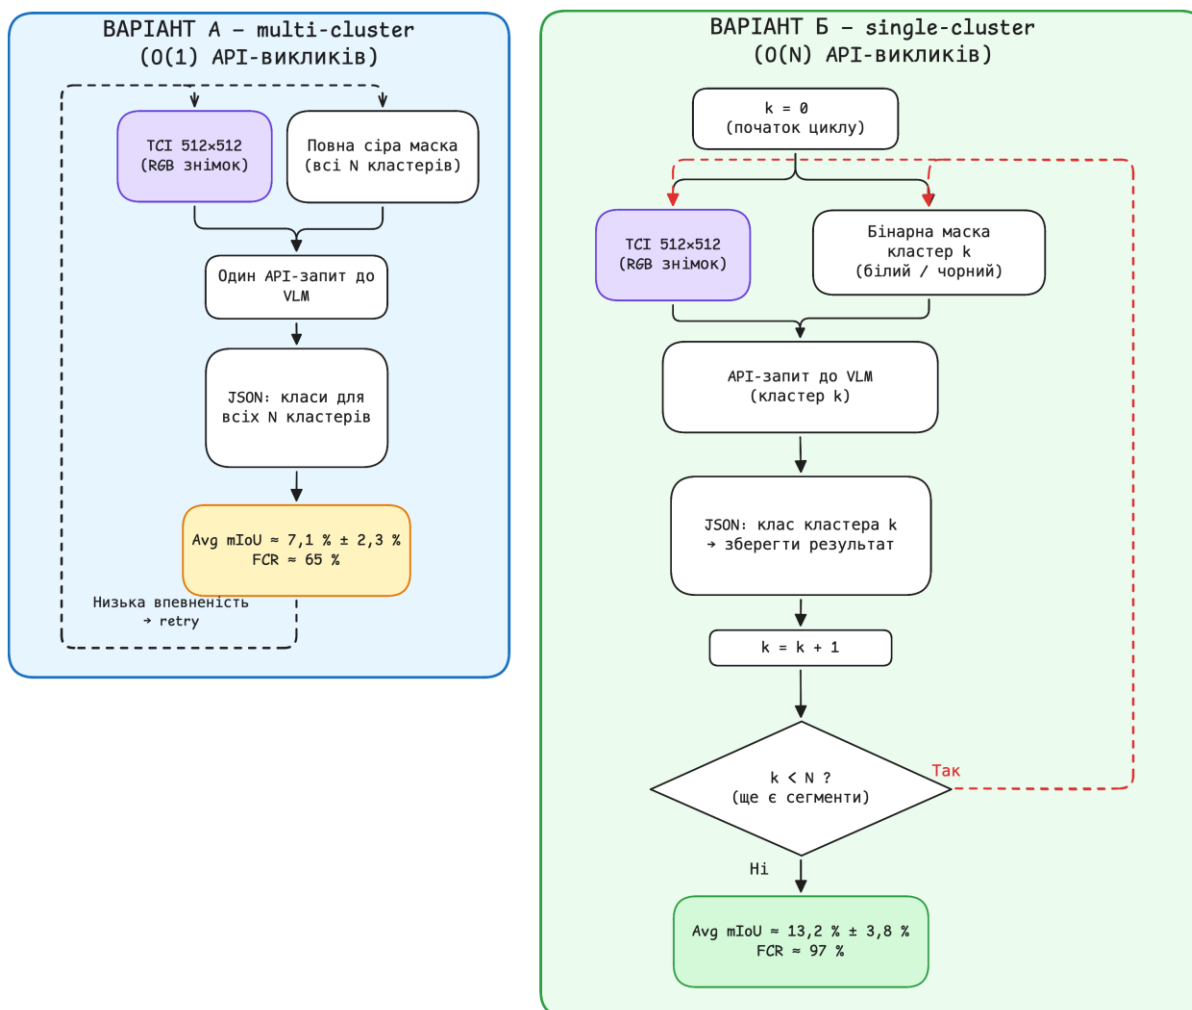 ВАРІАНТ А — multi-cluster
(O(1) API-викликів)
TCI 512×512
(RGB знімок)
Повна сіра маска
(всі N кластерів)
Один API-запит до
VLM
JSON: класи для
всіх N кластерів
Avg mIoU ≈ 7,1 % ± 2,3 %
FCR ≈ 65 %
Низька впевненість
→ retry
ВАРІАНТ Б — single-cluster
(O(N) API-викликів)
k = 0
(початок циклу)
TCI 512×512
(RGB знімок)
Бінарна маска
кластер k
(білий / чорний)
API-запит до VLM
(кластер k)
JSON: клас кластера k
→ зберегти результат
k = k + 1
k < N ?
(ще є сегменти)
Так
Ні
Avg mIoU ≈ 13,2 % ± 3,8 %
FCR ≈ 97 %